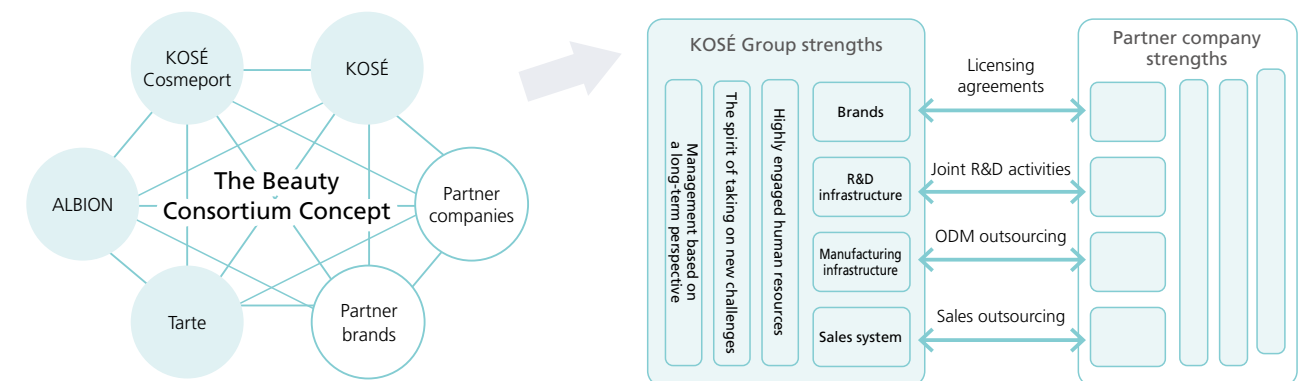 KOSÉ
Cosmeport
KOSÉ
ALBION
The Beauty
Consortium Concept
Partner
companies
Tarte
Partner
brands
KOSÉ Group strengths
Management based on
a long-term perspective
The spirit of taking on new challenges
Highly engaged human resources
Brands
R&D
infrastructure
Manufacturing
infrastructure
Sales system
Licensing
agreements
Joint R&D activities
ODM outsourcing
Sales outsourcing
Partner company
strengths